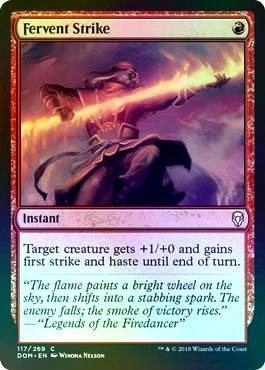 Fervent Strike
Instant
Target creature gets +1/+0 and gains
first strike and haste until end of turn.
“The flame paints a bright wheel on the
sky, then shifts into a stabbing spark. The
enemy falls; the smoke of victory rises.”
—“Legends of the Firedancer”
117/269 C
DOM • EN Winona Nelson
™ & © 2018 Wizards of the Coast